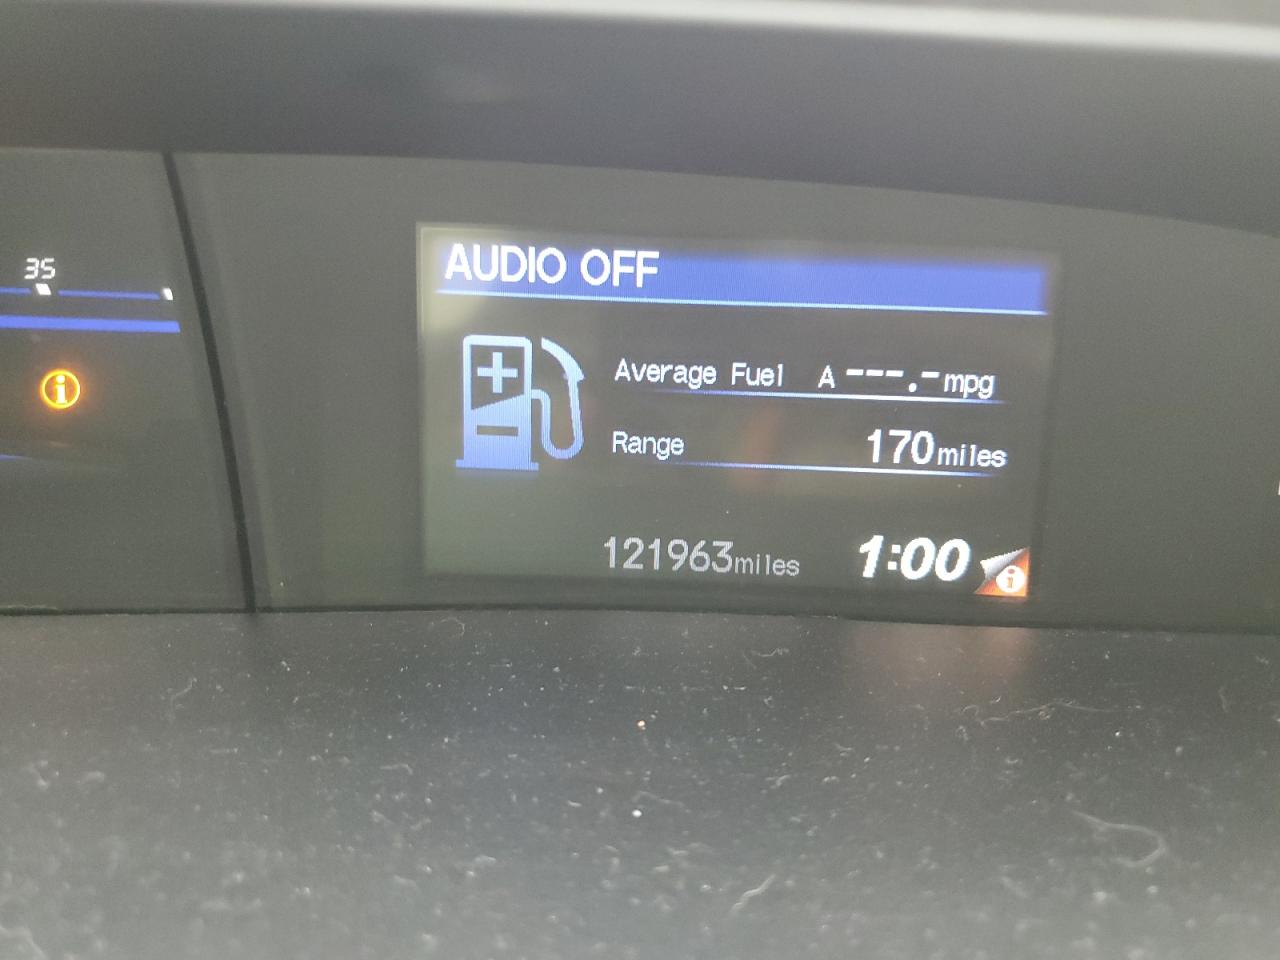 35
AUDIO OFF
Average Fuel A ---.- mpg
Range 170 miles
121963 miles 1:00